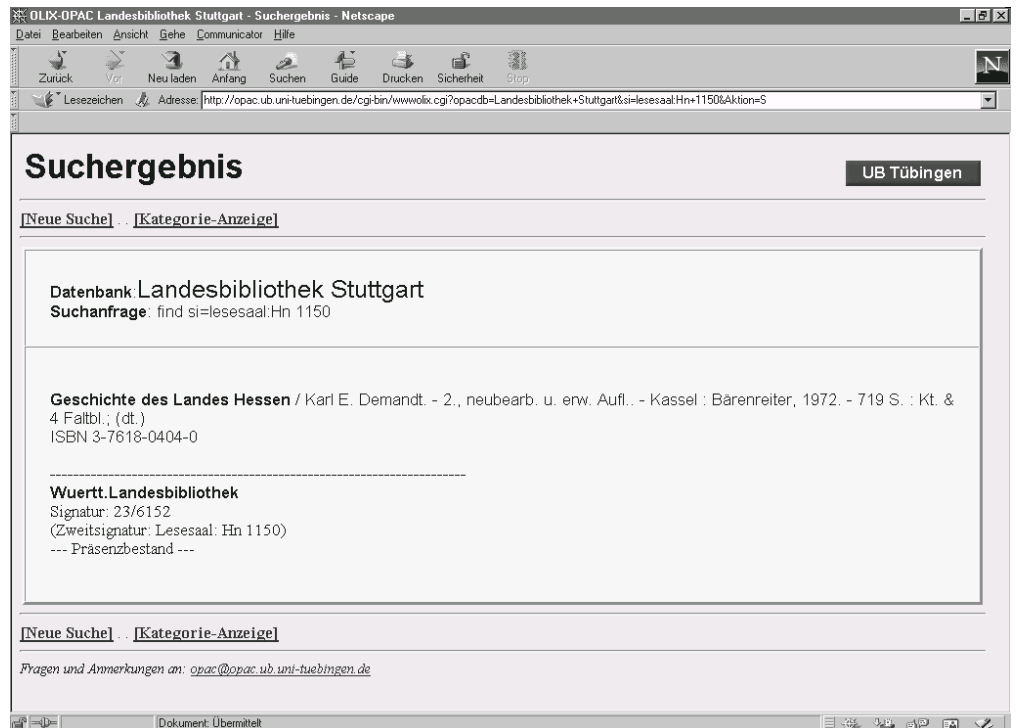 OLIX-OPAC Landesbibliothek Stuttgart - Suchergebnis - Netscape
Datei Bearbeiten Ansicht Gehe Communicator Hilfe
Zurück Vor Neu laden Anfang Suchen Guide Drucken Sicherheit Stop
N
Lesezeichen Adresse: http://opac.ub.uni-tuebingen.de/cgi-bin/wwwolix.cgi?opacdb=Landesbibliothek+Stuttgart&si=lesesaal:Hn+1150&Aktion=S
Suchergebnis
UB Tübingen
[Neue Suche] . . [Kategorie-Anzeige]
Datenbank:Landesbibliothek Stuttgart
Suchanfrage: find si=lesesaal:Hn 1150
Geschichte des Landes Hessen / Karl E. Demandt. - 2., neubearb. u. erw. Aufl.. - Kassel : Bärenreiter, 1972. - 719 S. : Kt. &
4 Faltbl.; (dt.)
ISBN 3-7618-0404-0
----------------------------------------------------------------------
Wuertt.Landesbibliothek
Signatur: 23/6152
(Zweitsignatur: Lesesaal: Hn 1150)
--- Präsenzbestand ---
[Neue Suche] . . [Kategorie-Anzeige]
Fragen und Anmerkungen an: opac@opac.ub.uni-tuebingen.de
Dokument: Übermittelt